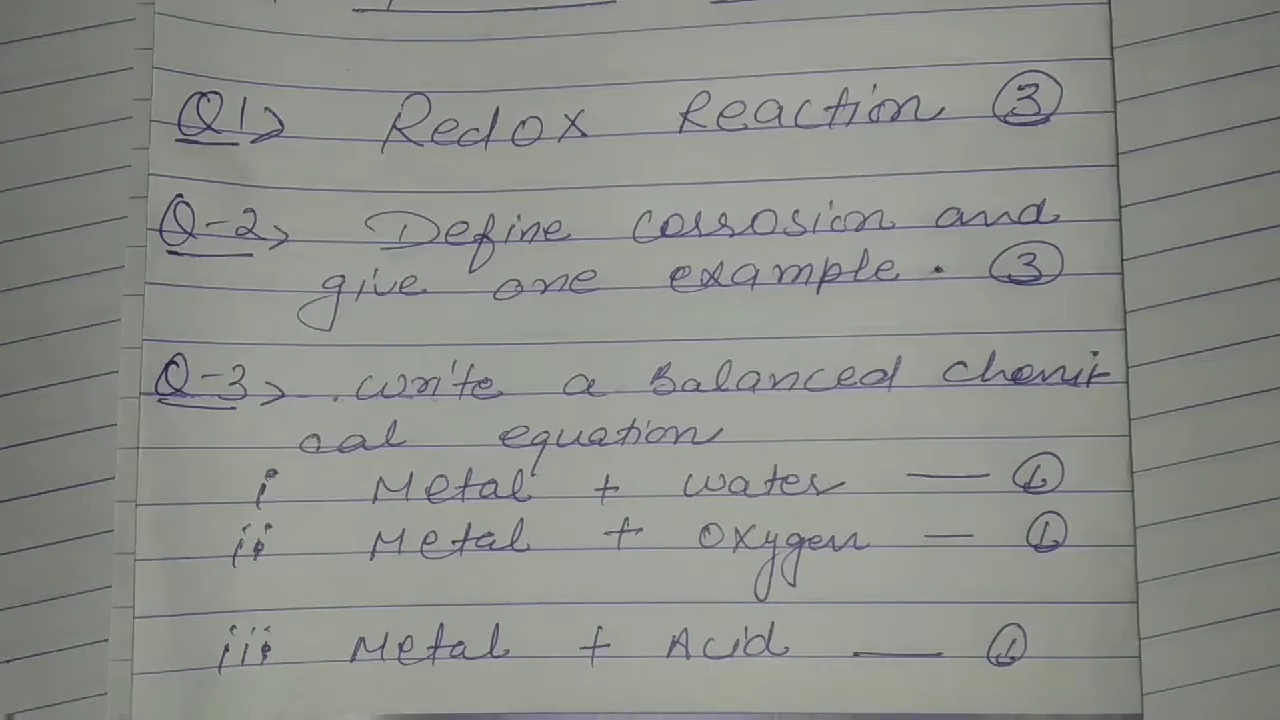 Q1> Redox Reaction ③
Q-2> Define corrosion and
give one example. ③
Q-3> . Write a Balanced chemi
cal equation
i Metal + water — ①
ii Metal + oxygen — ①
iii Metal + Acid — ①